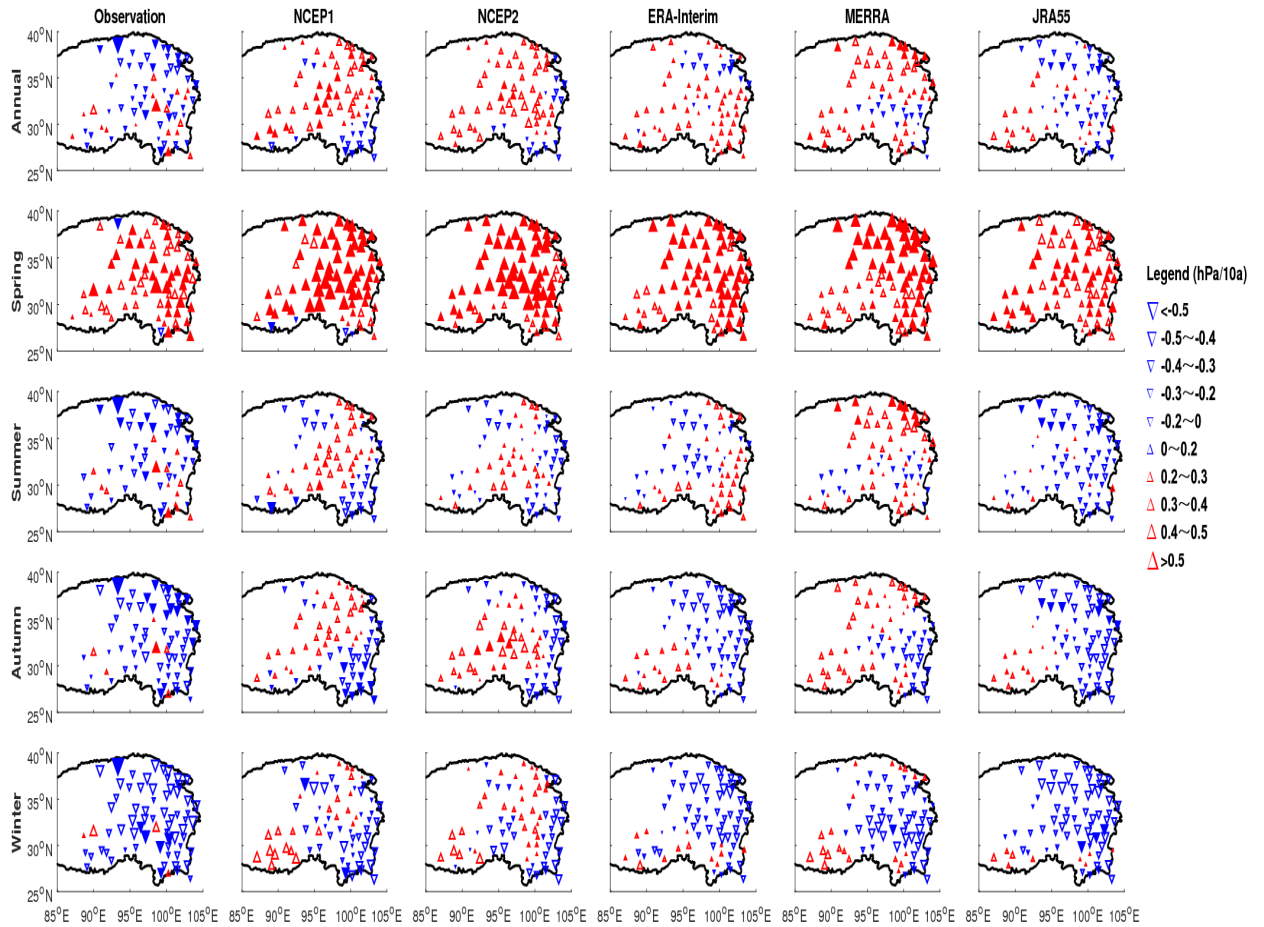 Observation NCEP1 NCEP2 ERA-Interim MERRA JRA55
Annual
40°N
35°N
30°N
25°N
Spring
40°N
35°N
30°N
25°N
Summer
40°N
35°N
30°N
25°N
Autumn
40°N
35°N
30°N
25°N
Winter
40°N
35°N
30°N
25°N
85°E 90°E 95°E 100°E 105°E 85°E 90°E 95°E 100°E 105°E 85°E 90°E 95°E 100°E 105°E 85°E 90°E 95°E 100°E 105°E 85°E 90°E 95°E 100°E 105°E 85°E 90°E 95°E 100°E 105°E
Legend (hPa/10a)
<-0.5
-0.5～-0.4
-0.4～-0.3
-0.3～-0.2
-0.2～0
0～0.2
0.2～0.3
0.3～0.4
0.4～0.5
>0.5